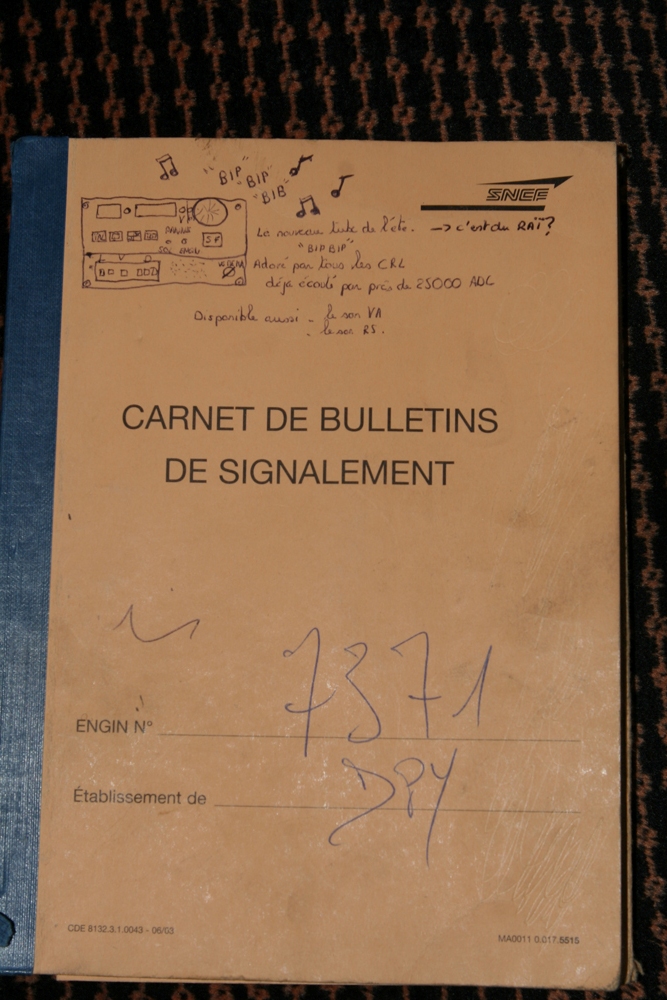 "BIP"
"BIP"
"BIB"
SNCF
Le nouveau tube de l'été. → c'est du RAÏ?
"BIP BIP"
Adoré par tous les CRL
déjà écouté par près de 25000 ADC
Disponible aussi - le son VA
- le son RS.
CARNET DE BULLETINS
DE SIGNALEMENT
ENGIN N° 7371
Établissement de DPY
CDE 8132.3.1.0043 - 06/03
MA0011 0.017.5515